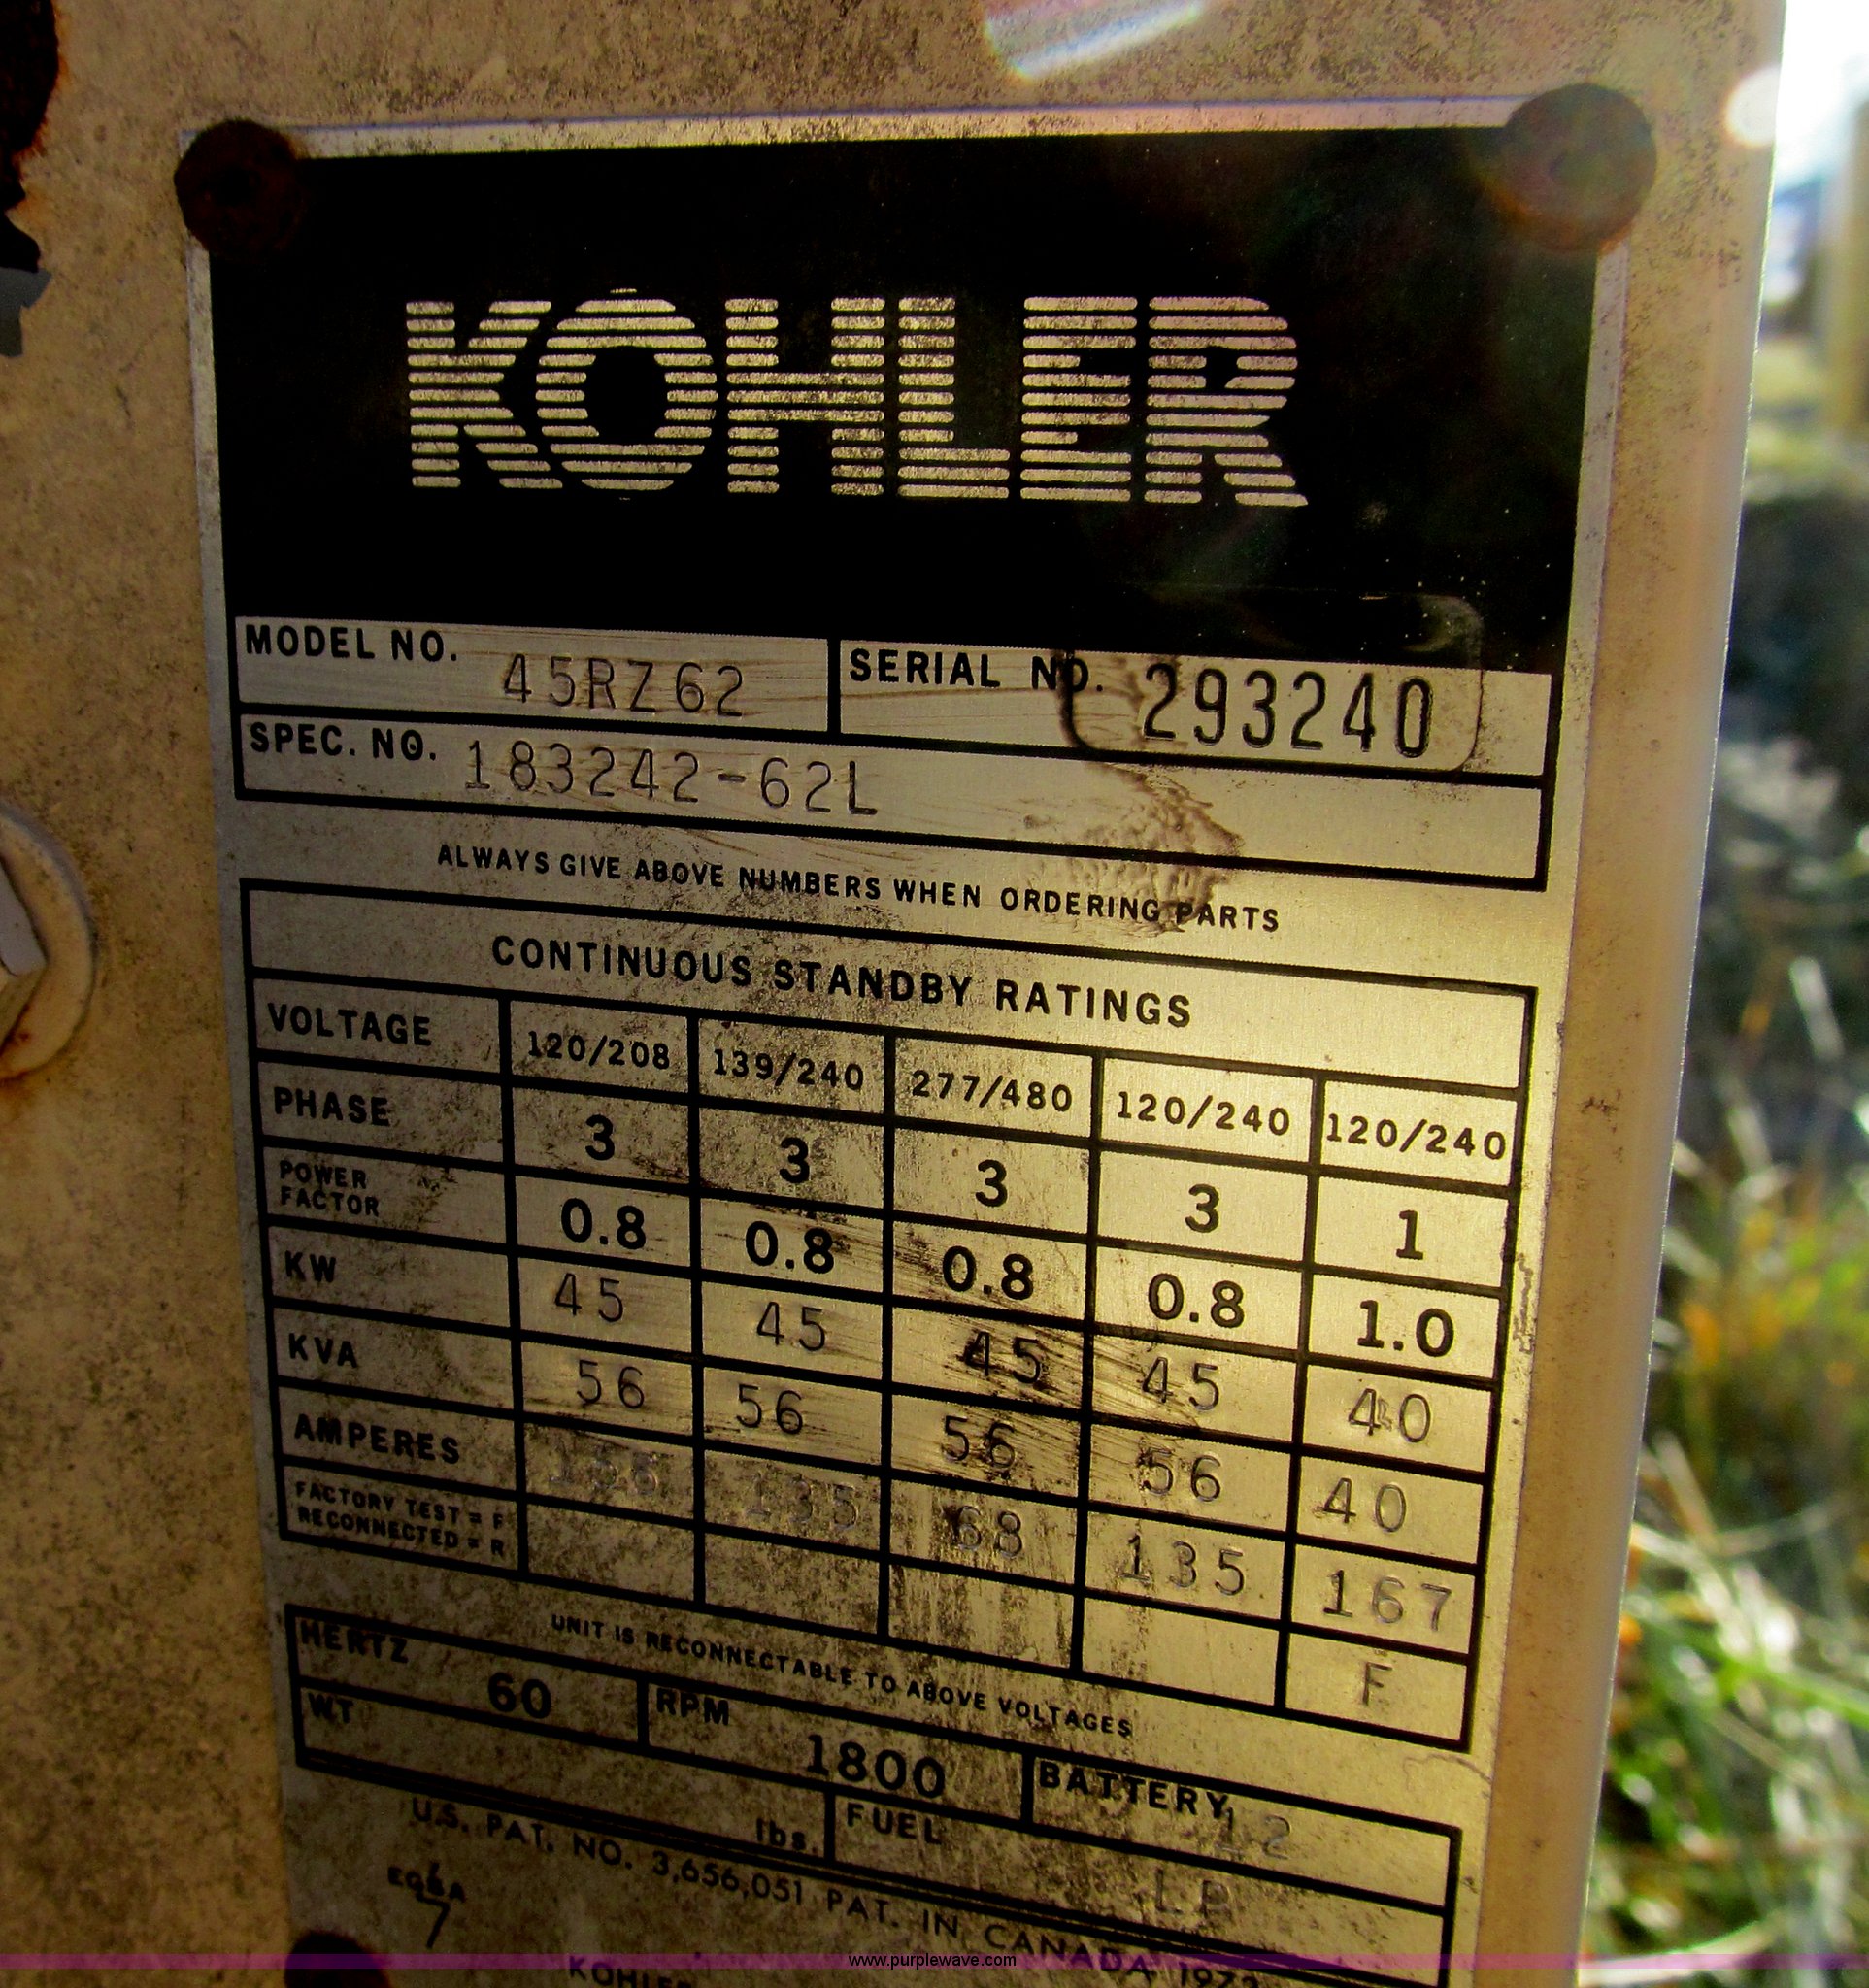 KOHLER
MODEL NO. 45RZ62 SERIAL NO. 293240
SPEC. NO. 183242-62L
ALWAYS GIVE ABOVE NUMBERS WHEN ORDERING PARTS
CONTINUOUS STANDBY RATINGS
VOLTAGE 120/208 139/240 277/480 120/240 120/240
PHASE 3 3 3 3 1
POWER FACTOR 0.8 0.8 0.8 0.8 1.0
KW 45 45 45 45 40
KVA 56 56 56 56 40
AMPERES 156 135 68 135 167
FACTORY TEST = F
RECONNECTED = R F
UNIT IS RECONNECTABLE TO ABOVE VOLTAGES
HERTZ 60 RPM 1800 BATTERY 12
WT lbs. FUEL LP
U.S. PAT. NO. 3,656,051 PAT. IN CANADA 1973
KOHLER
www.purplewave.com